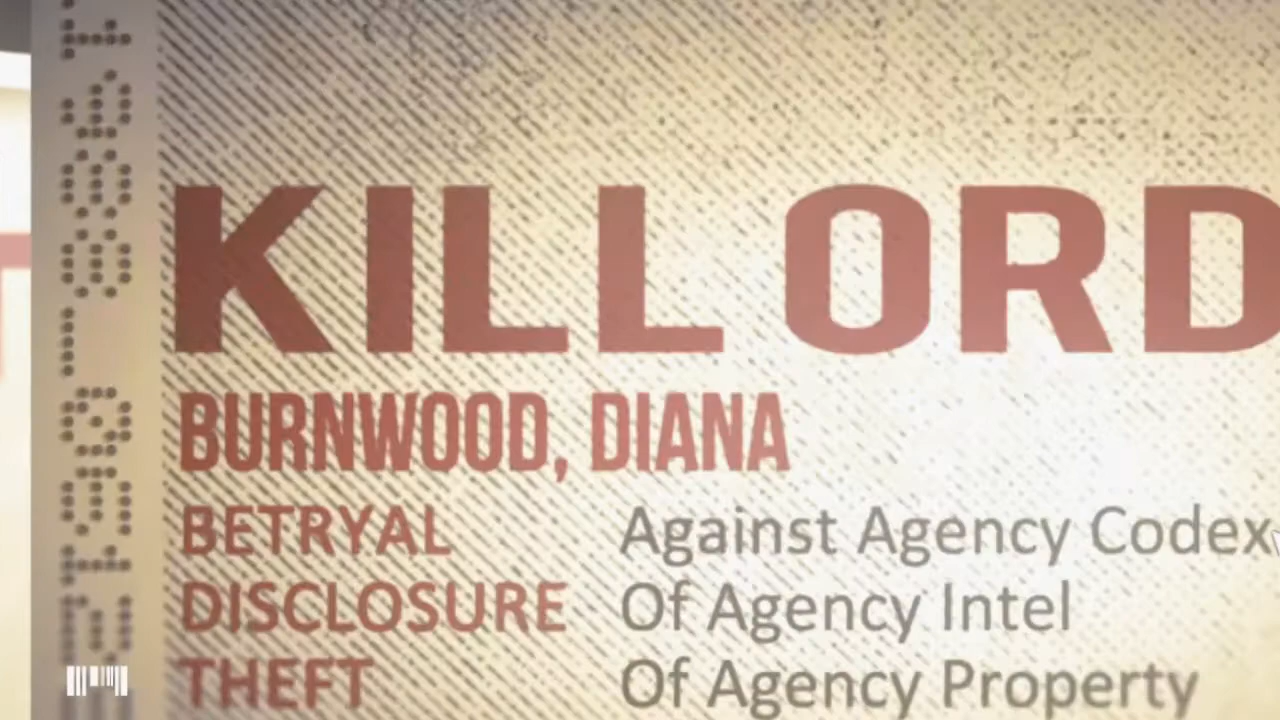 KILL ORD
BURNWOOD, DIANA
BETRYAL Against Agency Codex
DISCLOSURE Of Agency Intel
THEFT Of Agency Property